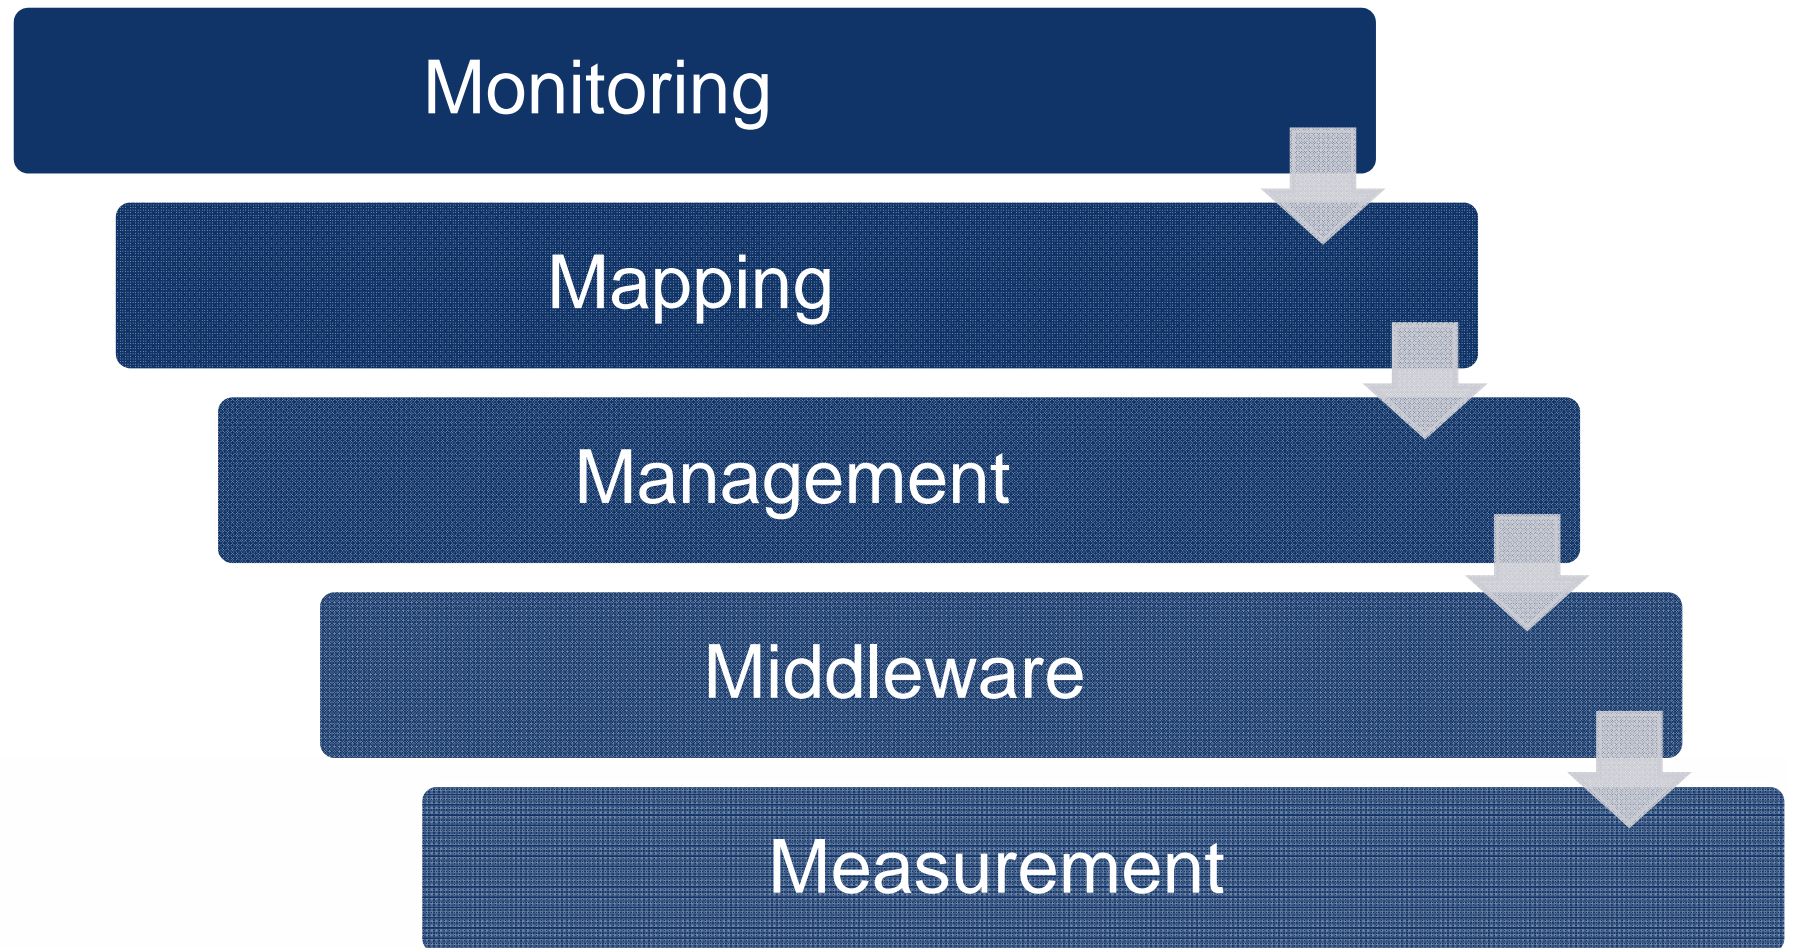 Monitoring
Mapping
Management
Middleware
Measurement